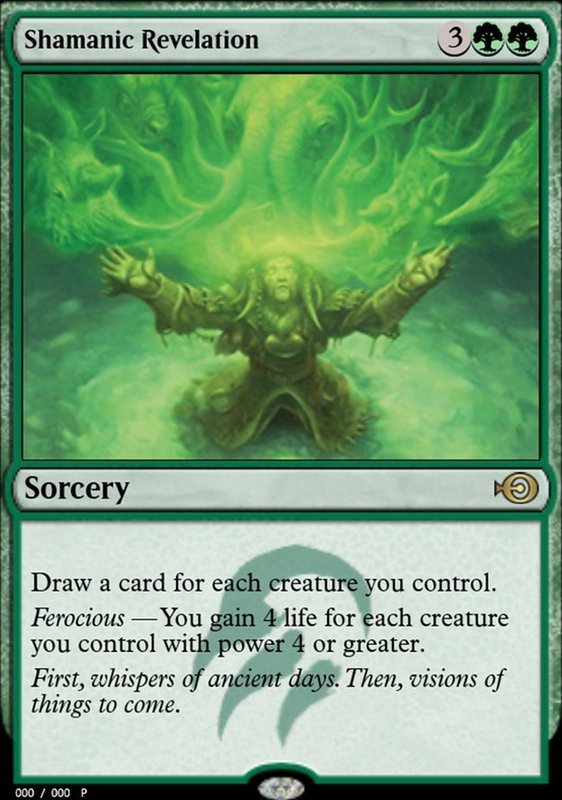 Shamanic Revelation 3
Sorcery
Draw a card for each creature you control.
Ferocious — You gain 4 life for each creature
you control with power 4 or greater.
First, whispers of ancient days. Then, visions of
things to come.
000 / 000 P